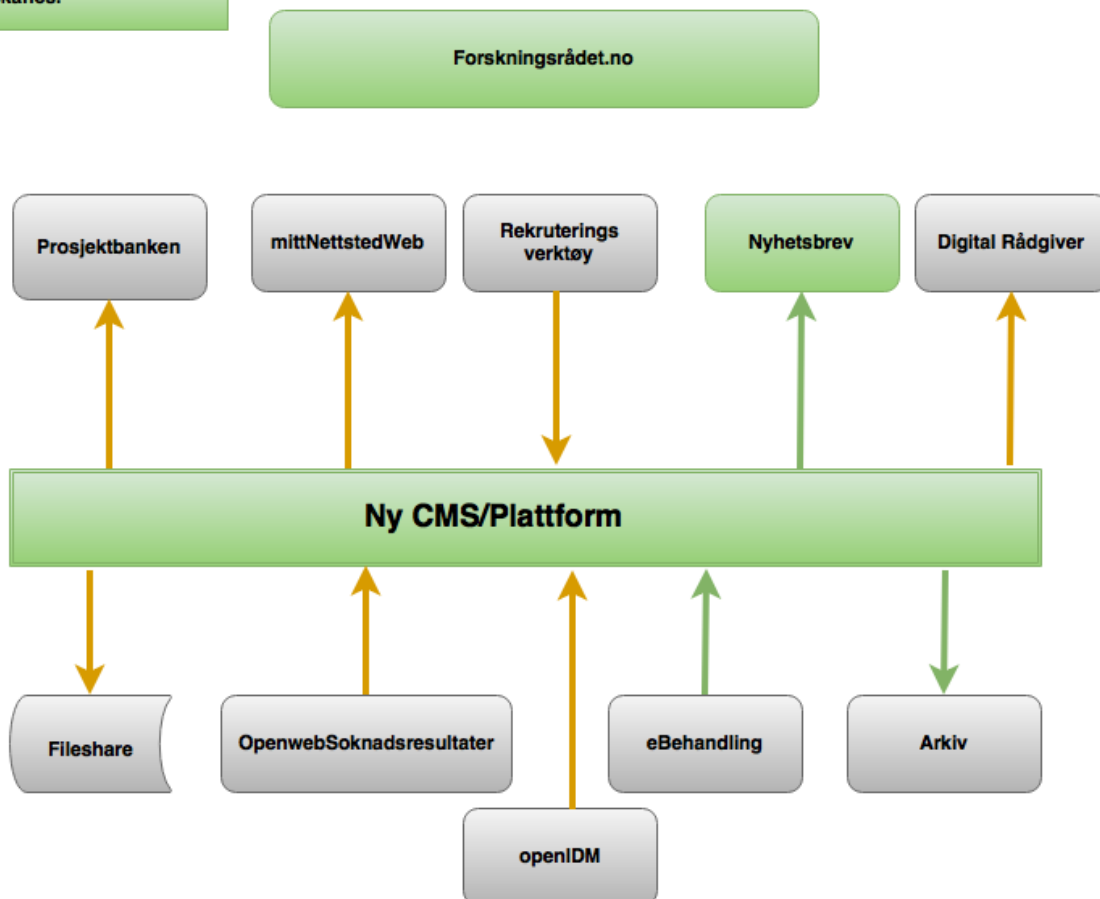 Forskningsrådet.no
Prosjektbanken
mittNettstedWeb
Rekruterings
verktøy
Nyhetsbrev
Digital Rådgiver
Ny CMS/Plattform
Fileshare
OpenwebSoknadsresultater
eBehandling
Arkiv
openIDM